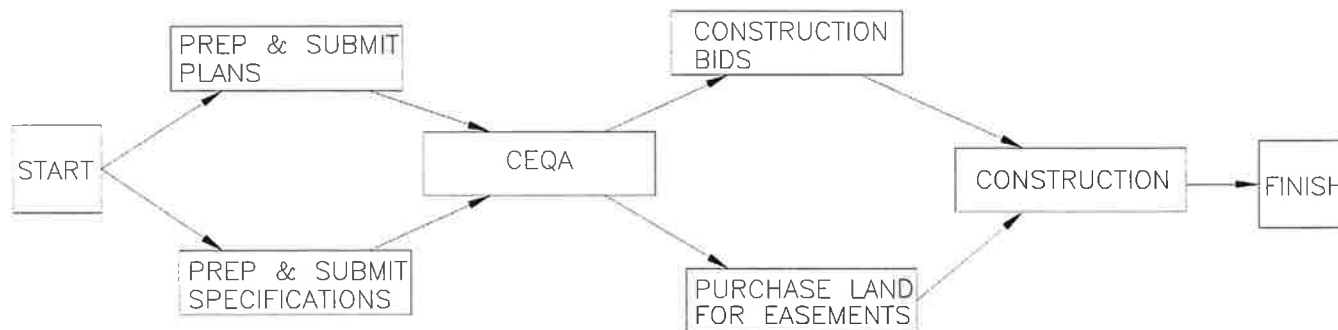 START
PREP & SUBMIT
PLANS
PREP & SUBMIT
SPECIFICATIONS
CEQA
CONSTRUCTION
BIDS
PURCHASE LAND
FOR EASEMENTS
CONSTRUCTION
FINISH